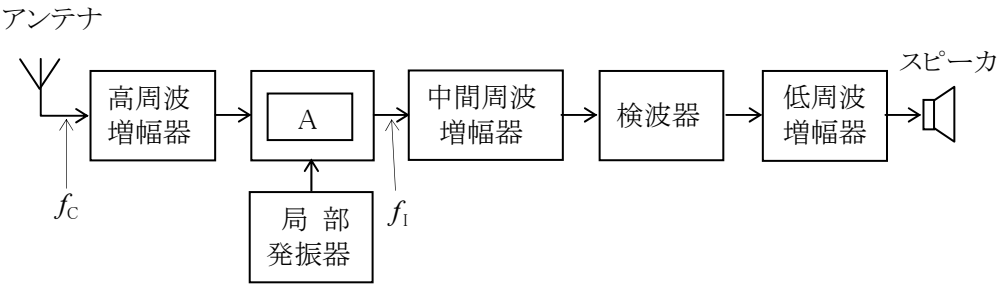 アンテナ
高周波
増幅器
A
中間周波
増幅器
検波器
低周波
増幅器
スピーカ
fC
fI
局 部
発振器